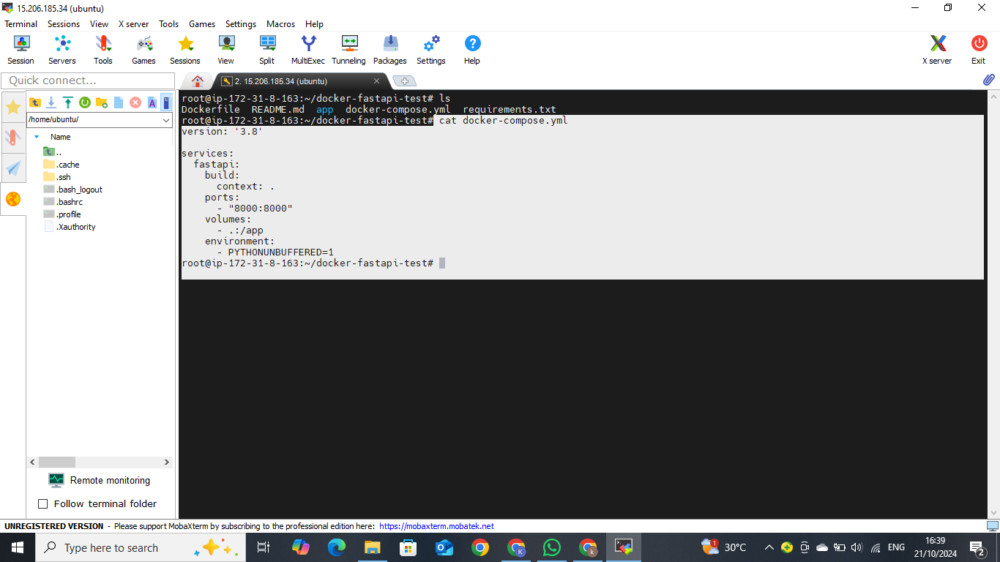 15.206.185.34 (ubuntu)
Terminal Sessions View X server Tools Games Settings Macros Help
Session Servers Tools Games Sessions View Split MultiExec Tunneling Packages Settings Help X server Exit
Quick connect...
2. 15.206.185.34 (ubuntu)
/home/ubuntu/
Name
..
.cache
.ssh
.bash_logout
.bashrc
.profile
.Xauthority
Remote monitoring
Follow terminal folder
root@ip-172-31-8-163:~/docker-fastapi-test# ls
Dockerfile README.md app docker-compose.yml requirements.txt
root@ip-172-31-8-163:~/docker-fastapi-test# cat docker-compose.yml
version: '3.8'
services:
  fastapi:
    build:
      context: .
    ports:
      - "8000:8000"
    volumes:
      - .:/app
    environment:
      - PYTHONUNBUFFERED=1
root@ip-172-31-8-163:~/docker-fastapi-test#
UNREGISTERED VERSION - Please support MobaXterm by subscribing to the professional edition here: https://mobaxterm.mobatek.net
Type here to search
1
30°C
ENG
16:39
21/10/2024
2